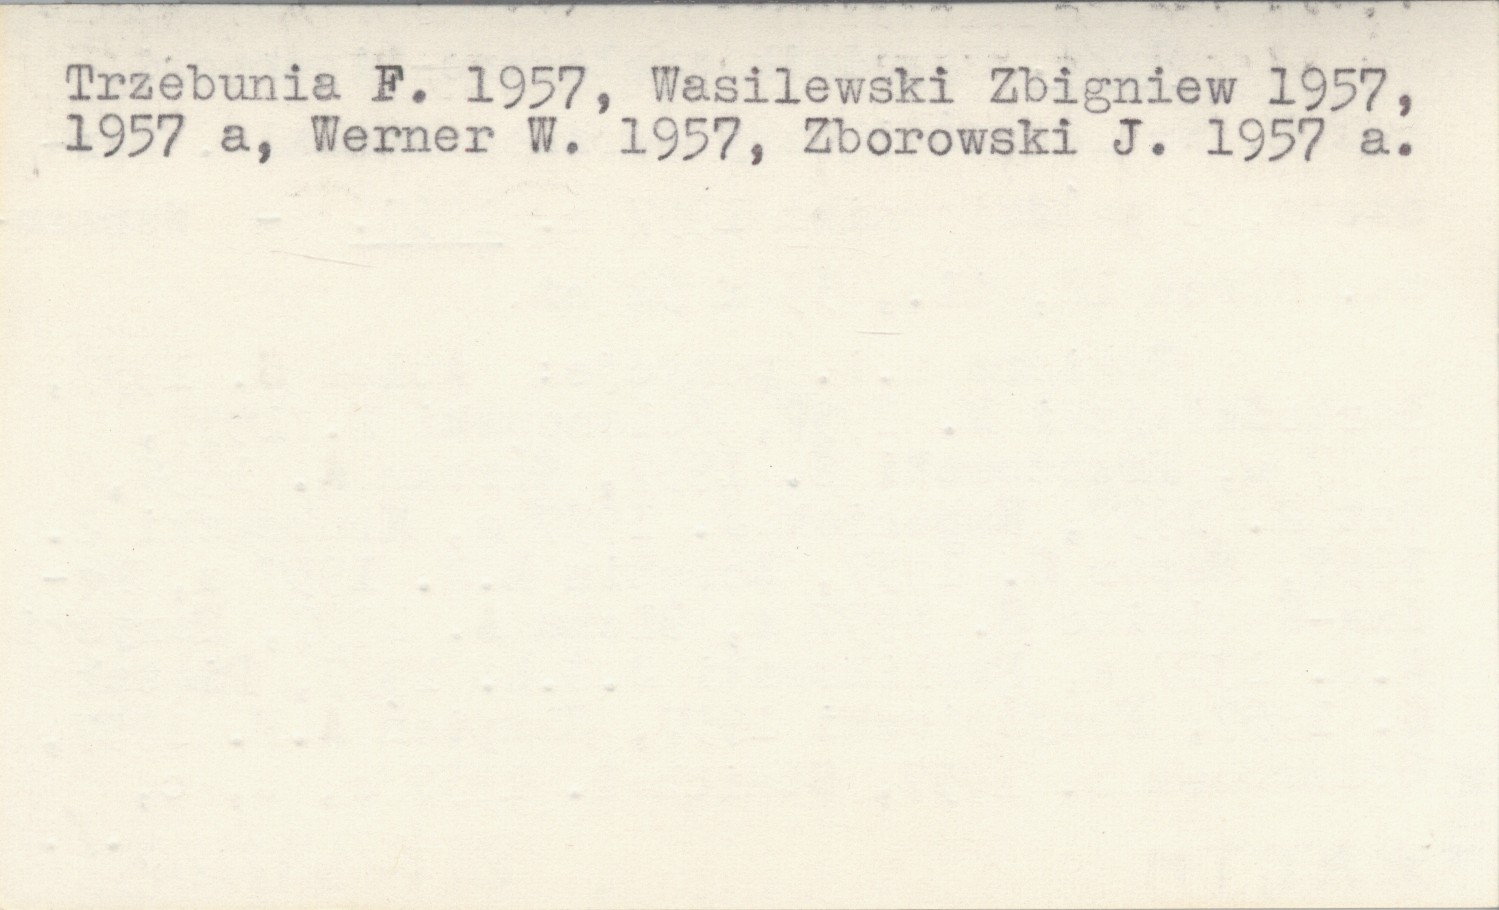 Trzebunia F. 1957, Wasilewski Zbigniew 1957,
1957 a, Werner W. 1957, Zborowski J. 1957 a.